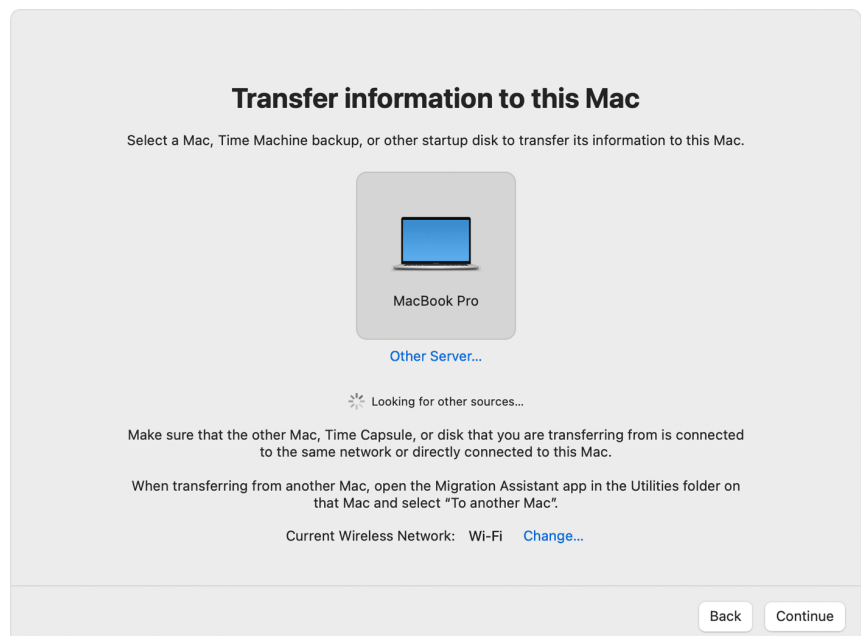 Transfer information to this Mac
Select a Mac, Time Machine backup, or other startup disk to transfer its information to this Mac.
MacBook Pro
Other Server...
Looking for other sources...
Make sure that the other Mac, Time Capsule, or disk that you are transferring from is connected
to the same network or directly connected to this Mac.
When transferring from another Mac, open the Migration Assistant app in the Utilities folder on
that Mac and select “To another Mac”.
Current Wireless Network: Wi-Fi Change...
Back Continue